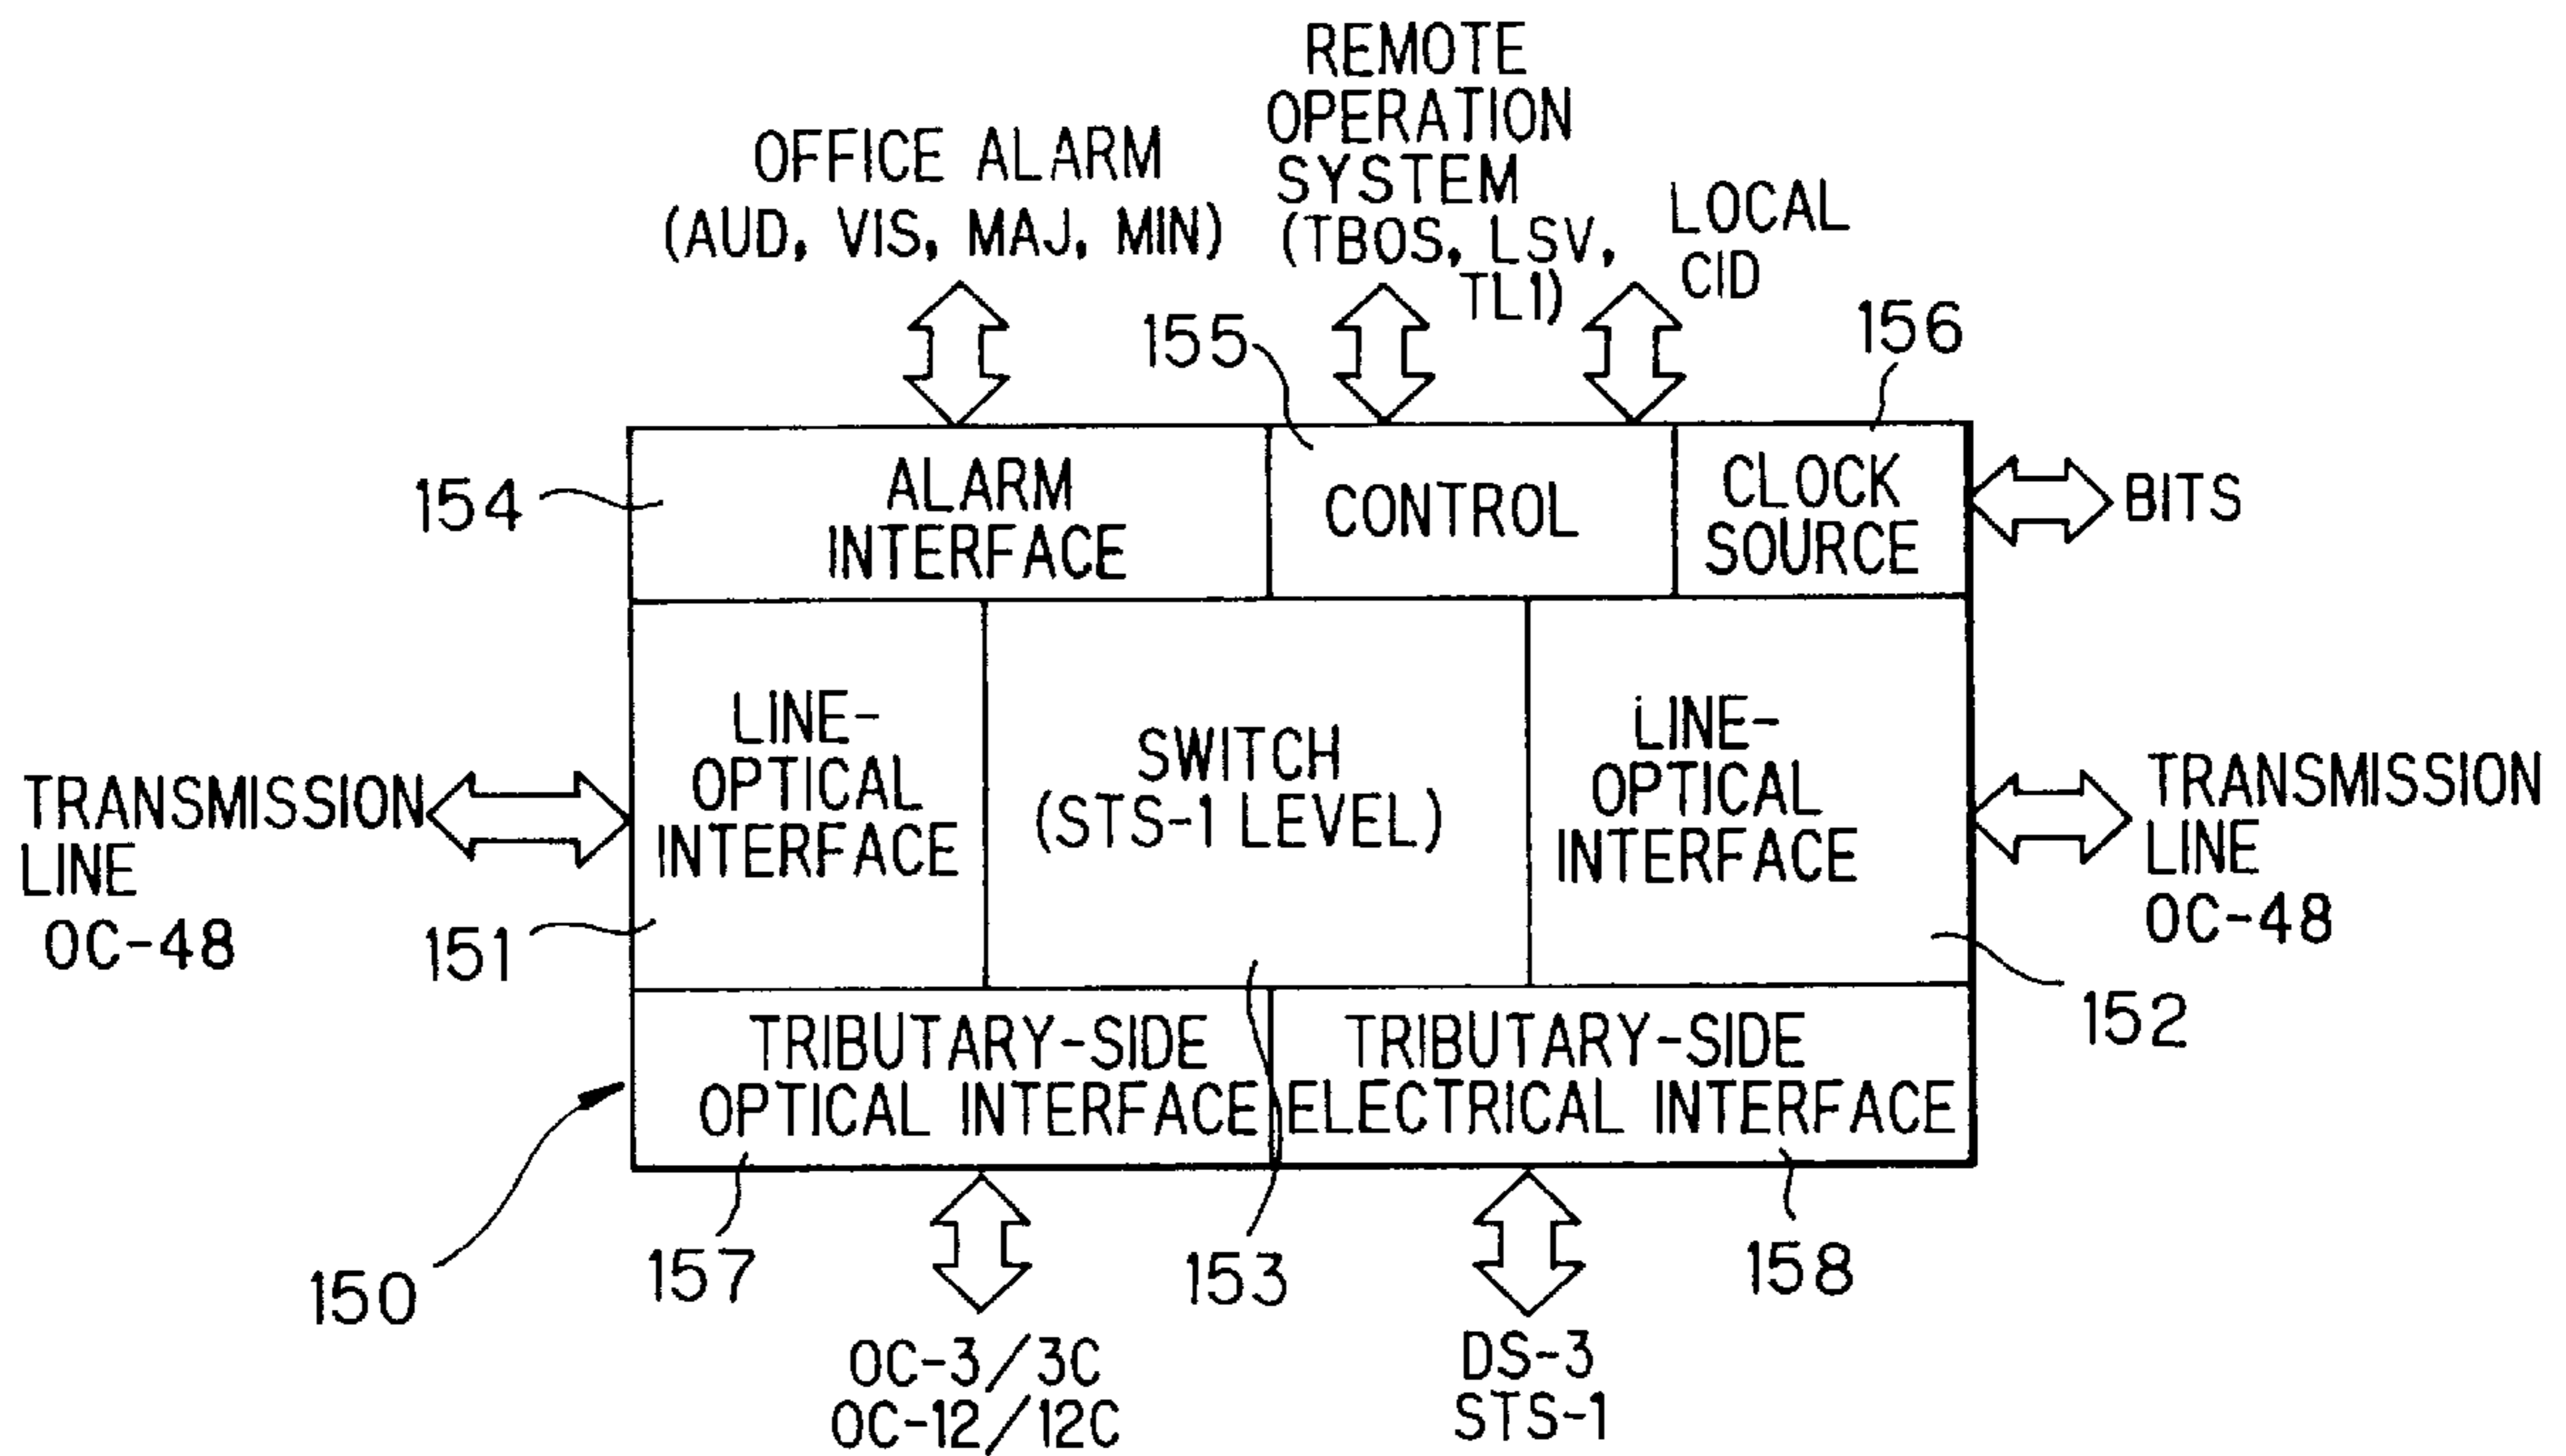 REMOTE
OPERATION
SYSTEM
(TBOS, LSV,
TL1)
OFFICE ALARM
(AUD, VIS, MAJ, MIN)
LOCAL
CID
155
156
154
ALARM
INTERFACE
CONTROL
CLOCK
SOURCE
BITS
TRANSMISSION
LINE
OC-48
LINE-
OPTICAL
INTERFACE
151
SWITCH
(STS-1 LEVEL)
LINE-
OPTICAL
INTERFACE
TRANSMISSION
LINE
OC-48
152
TRIBUTARY-SIDE
OPTICAL INTERFACE
TRIBUTARY-SIDE
ELECTRICAL INTERFACE
150
157
153
158
OC-3/3C
OC-12/12C
DS-3
STS-1